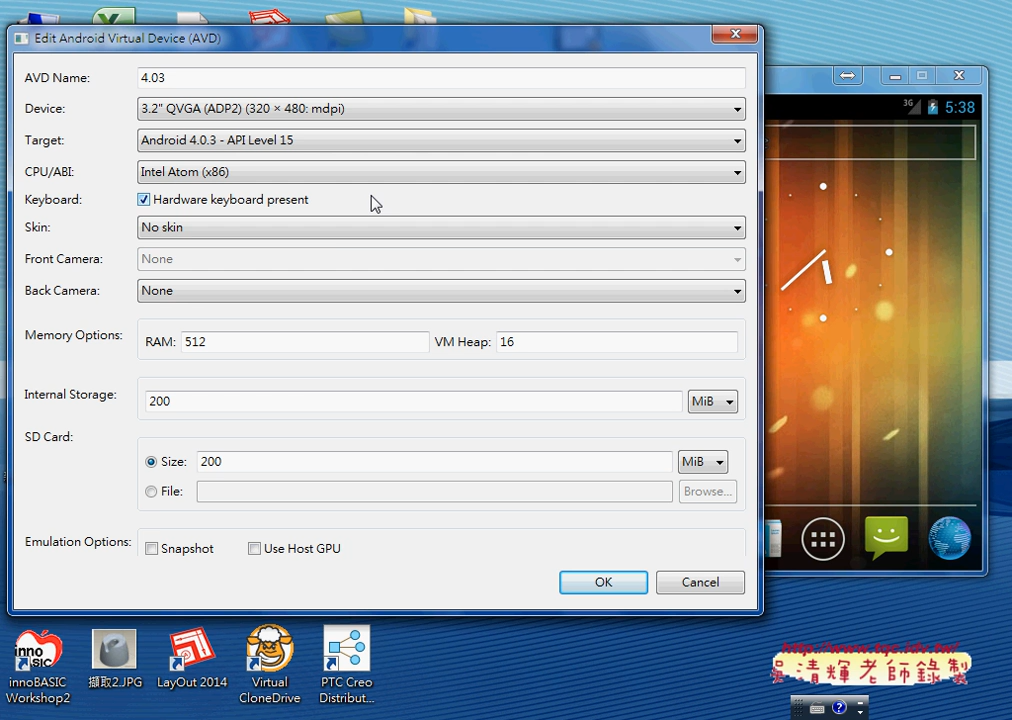 Edit Android Virtual Device (AVD)
AVD Name: 4.03
Device: 3.2" QVGA (ADP2) (320 × 480: mdpi)
Target: Android 4.0.3 - API Level 15
CPU/ABI: Intel Atom (x86)
Keyboard: Hardware keyboard present
Skin: No skin
Front Camera: None
Back Camera: None
Memory Options: RAM: 512 VM Heap: 16
Internal Storage: 200 MiB
SD Card:
Size: 200 MiB
File: Browse...
Emulation Options: Snapshot Use Host GPU
OK Cancel
3G 5:38
inno
SIC
innoBASIC
Workshop2
擷取2.JPG
LayOut 2014
Virtual
CloneDrive
PTC Creo
Distribut...
吳清輝老師錄製